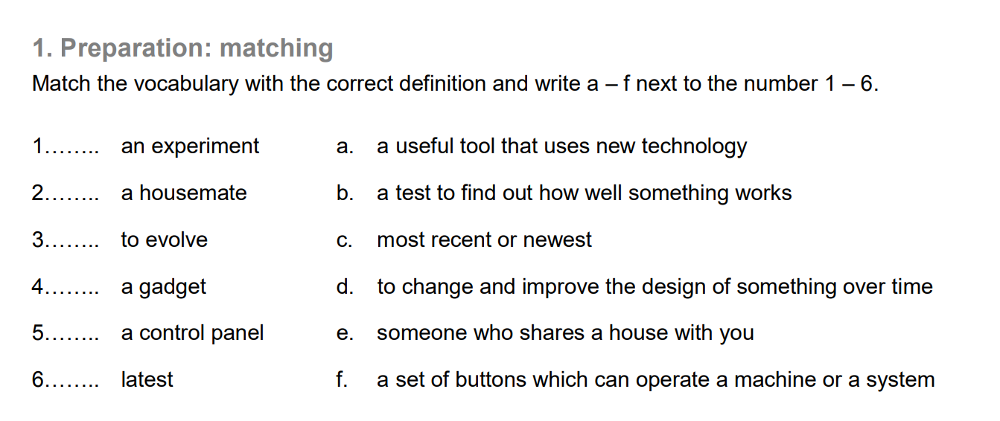 1. Preparation: matching
Match the vocabulary with the correct definition and write a – f next to the number 1 – 6.
1…….. an experiment a. a useful tool that uses new technology
2…….. a housemate b. a test to find out how well something works
3…….. to evolve c. most recent or newest
4…….. a gadget d. to change and improve the design of something over time
5…….. a control panel e. someone who shares a house with you
6…….. latest f. a set of buttons which can operate a machine or a system